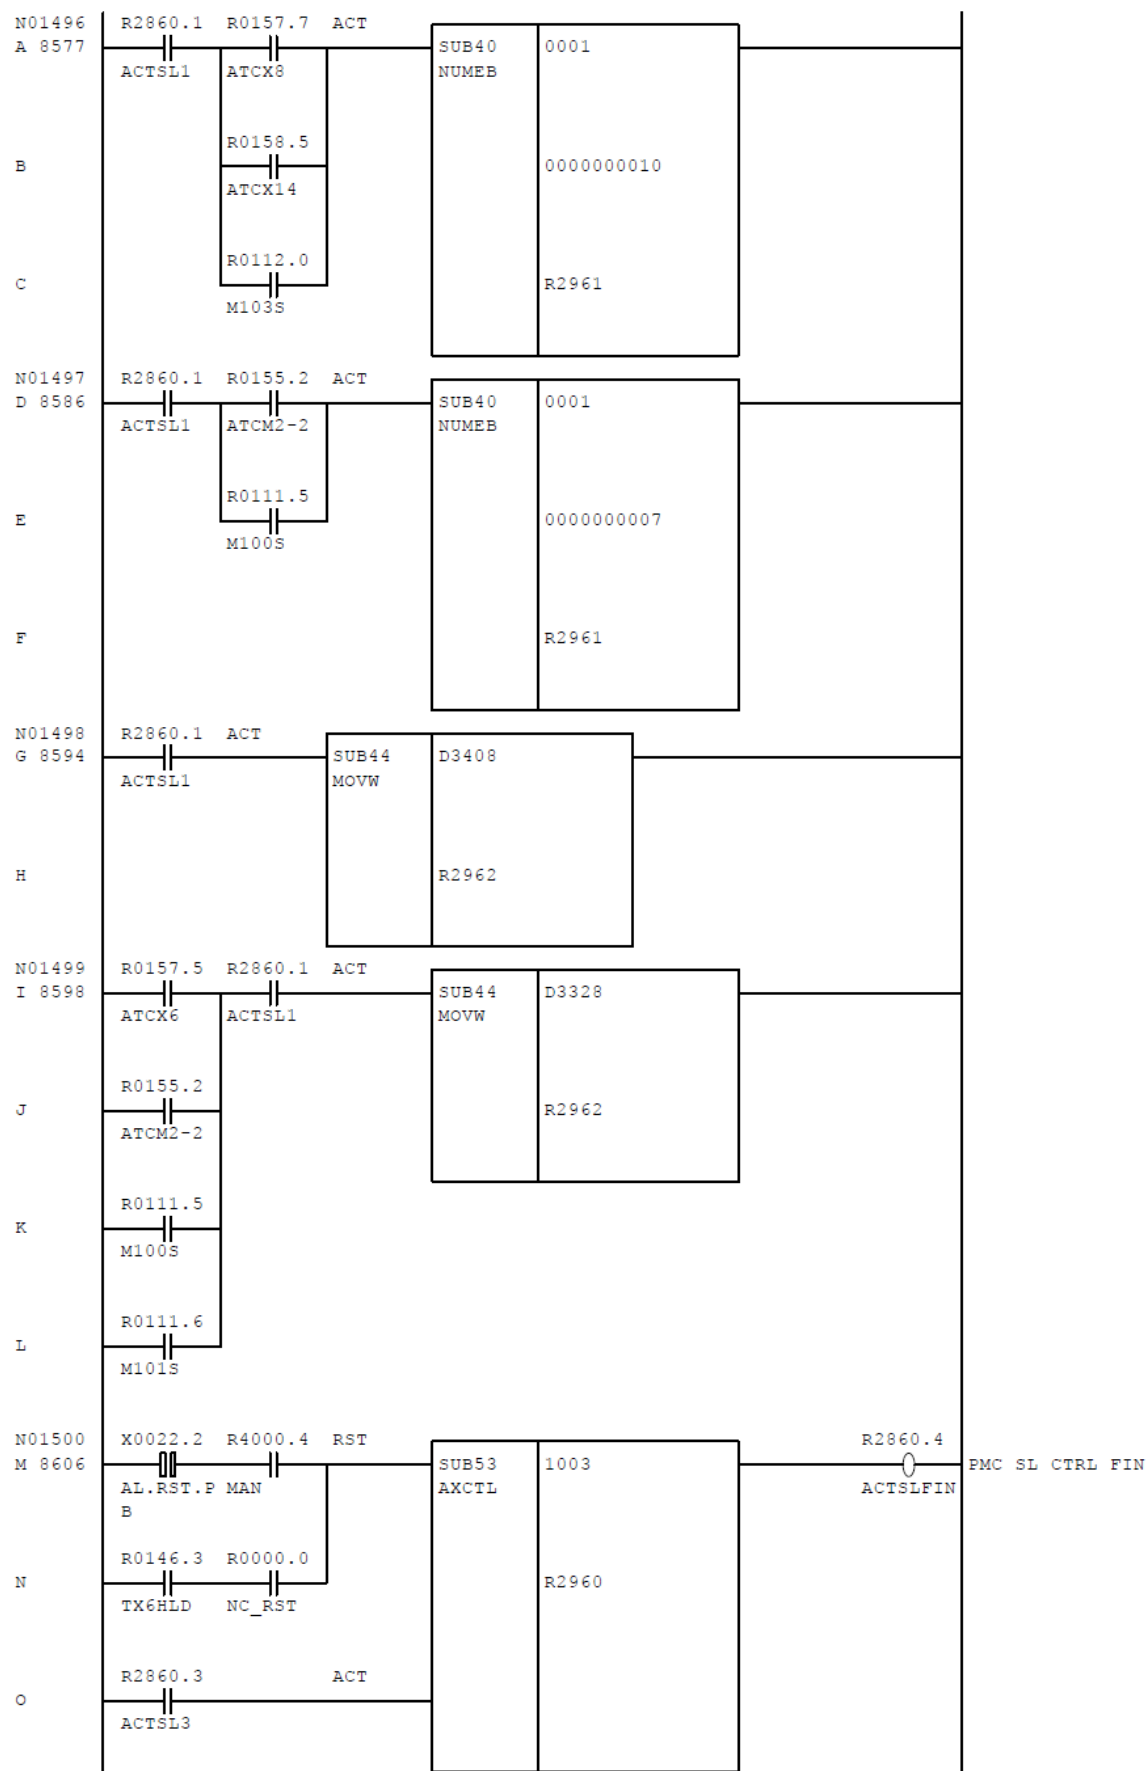 N01496 R2860.1 R0157.7 ACT
A 8577 SUB40 0001
ACTSL1 ATCX8 NUMEB
R0158.5
B 0000000010
ATCX14
R0112.0
C R2961
M103S
N01497 R2860.1 R0155.2 ACT
D 8586 SUB40 0001
ACTSL1 ATCM2-2 NUMEB
R0111.5
E 0000000007
M100S
F R2961
N01498 R2860.1 ACT
G 8594 SUB44 D3408
ACTSL1 MOVW
H R2962
N01499 R0157.5 R2860.1 ACT
I 8598 SUB44 D3328
ATCX6 ACTSL1 MOVW
R0155.2
J R2962
ATCM2-2
R0111.5
K
M100S
R0111.6
L
M101S
N01500 X0022.2 R4000.4 RST R2860.4
M 8606 SUB53 1003 PMC SL CTRL FIN
AL.RST.P MAN AXCTL ACTSLFIN
B
R0146.3 R0000.0
N R2960
TX6HLD NC_RST
R2860.3 ACT
O
ACTSL3